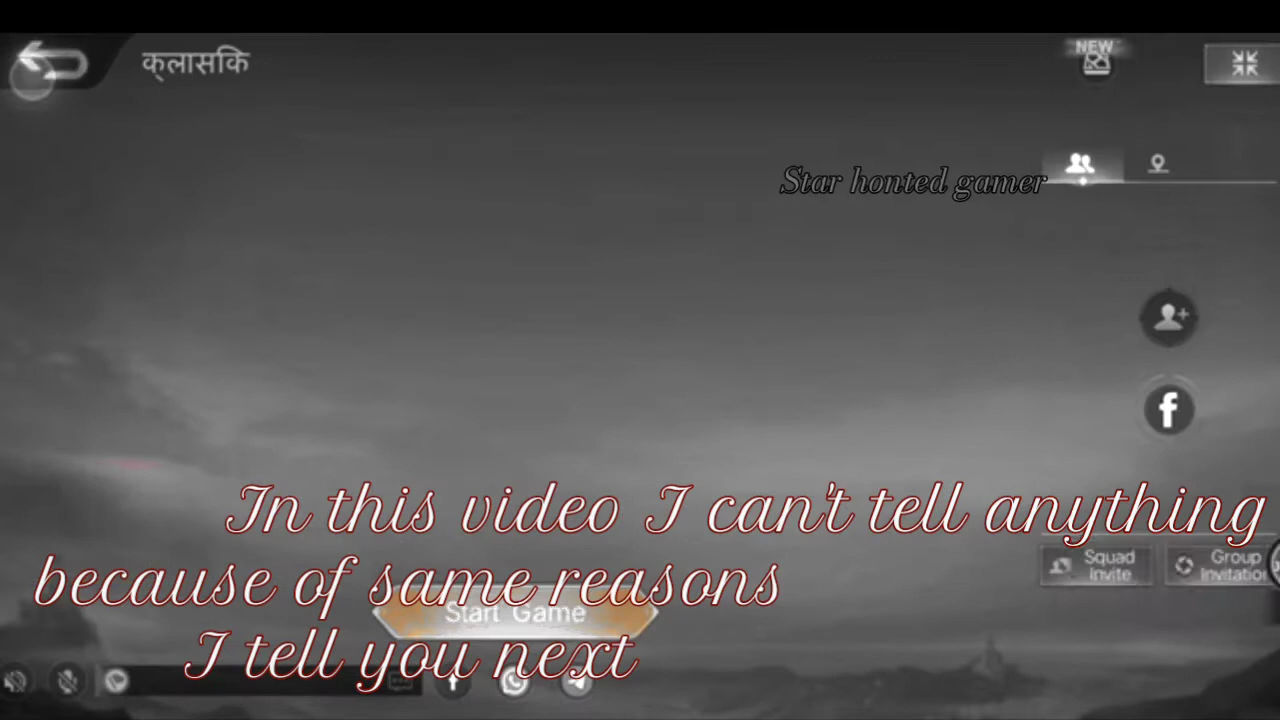 क्लासकि
NEW
Star honted gamer
In this video I can't tell anything
because of same reasons
I tell you next
Squad
Invite
Group
Invitation
Start Game